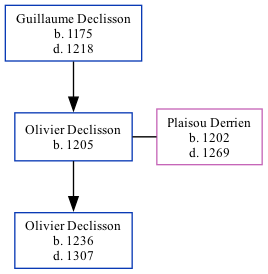 Guillaume Declisson
b. 1175
d. 1218
Olivier Declisson
b. 1205
Plaisou Derrien
b. 1202
d. 1269
Olivier Declisson
b. 1236
d. 1307